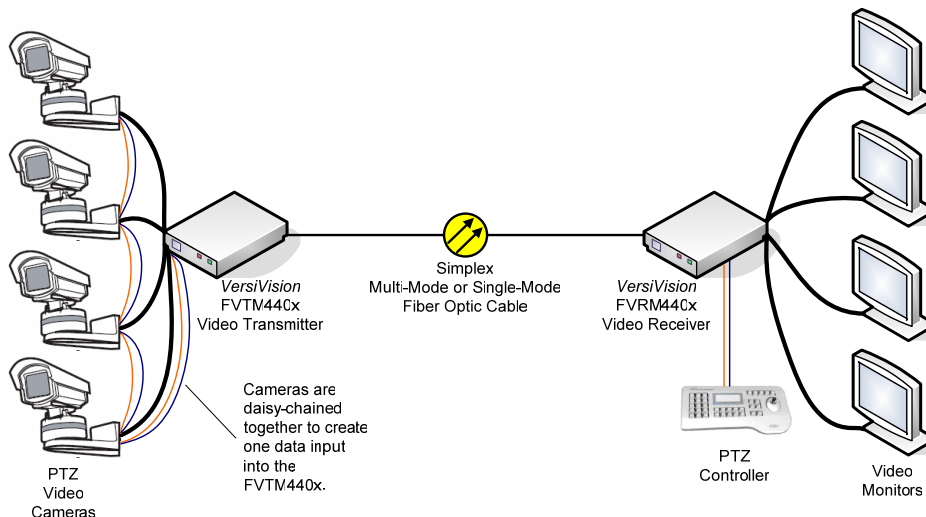 VersiVision
FVTM440x
Video Transmitter
Simplex
Multi-Mode or Single-Mode
Fiber Optic Cable
VersiVision
FVRM440x
Video Receiver
Cameras are
daisy-chained
together to create
one data input
into the
FVTM440x.
PTZ
Video
Cameras
PTZ
Controller
Video
Monitors